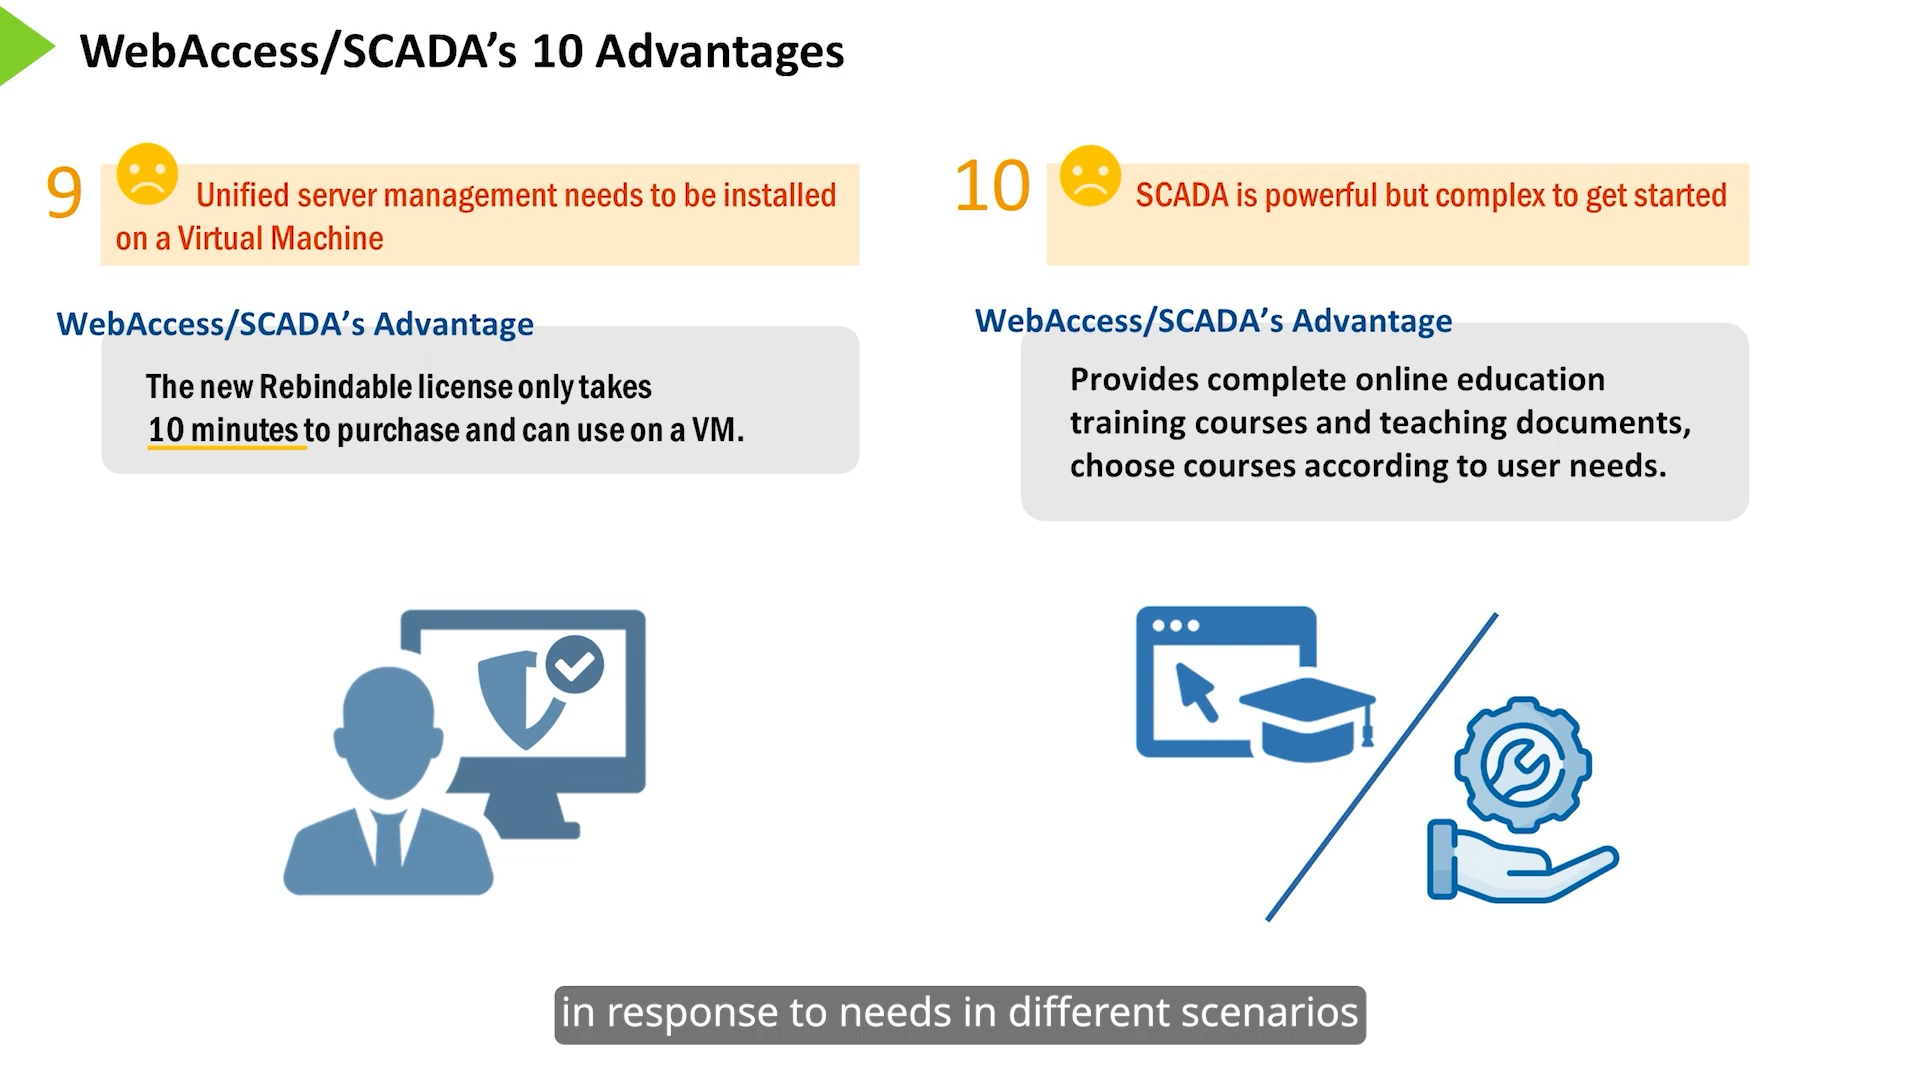 WebAccess/SCADA’s 10 Advantages
9
Unified server management needs to be installed
on a Virtual Machine
WebAccess/SCADA’s Advantage
The new Rebindable license only takes
10 minutes to purchase and can use on a VM.
10
SCADA is powerful but complex to get started
WebAccess/SCADA’s Advantage
Provides complete online education
training courses and teaching documents,
choose courses according to user needs.
in response to needs in different scenarios